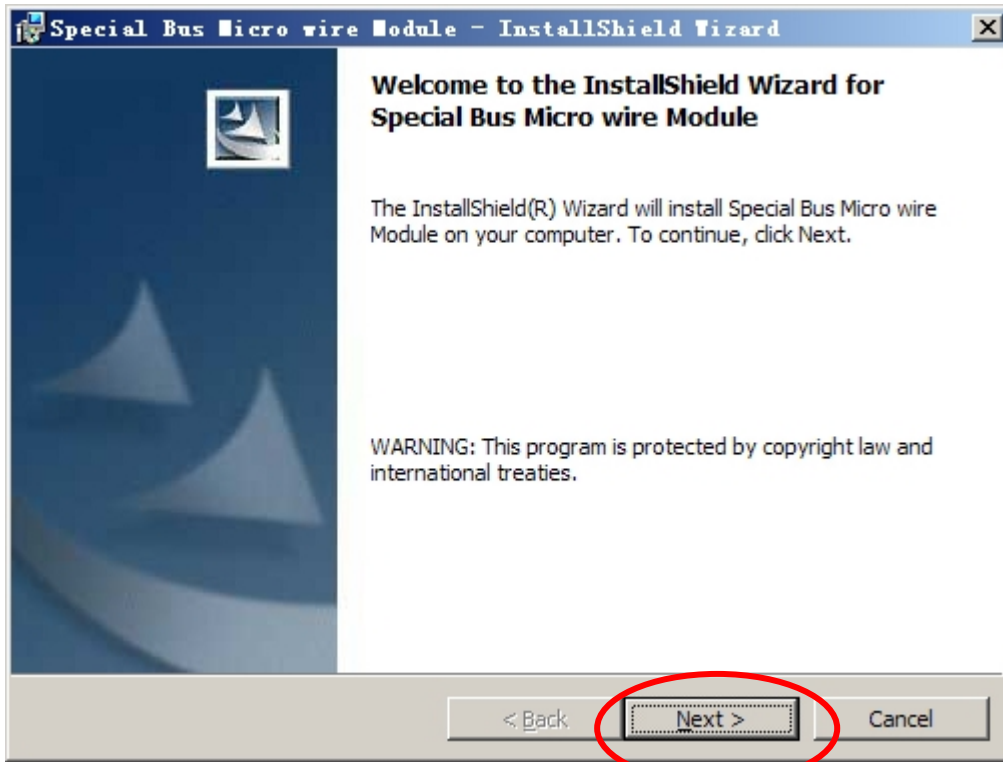 Special Bus Micro wire Module - InstallShield Wizard
Welcome to the InstallShield Wizard for
Special Bus Micro wire Module
The InstallShield(R) Wizard will install Special Bus Micro wire
Module on your computer. To continue, click Next.
WARNING: This program is protected by copyright law and
international treaties.
< Back Next > Cancel